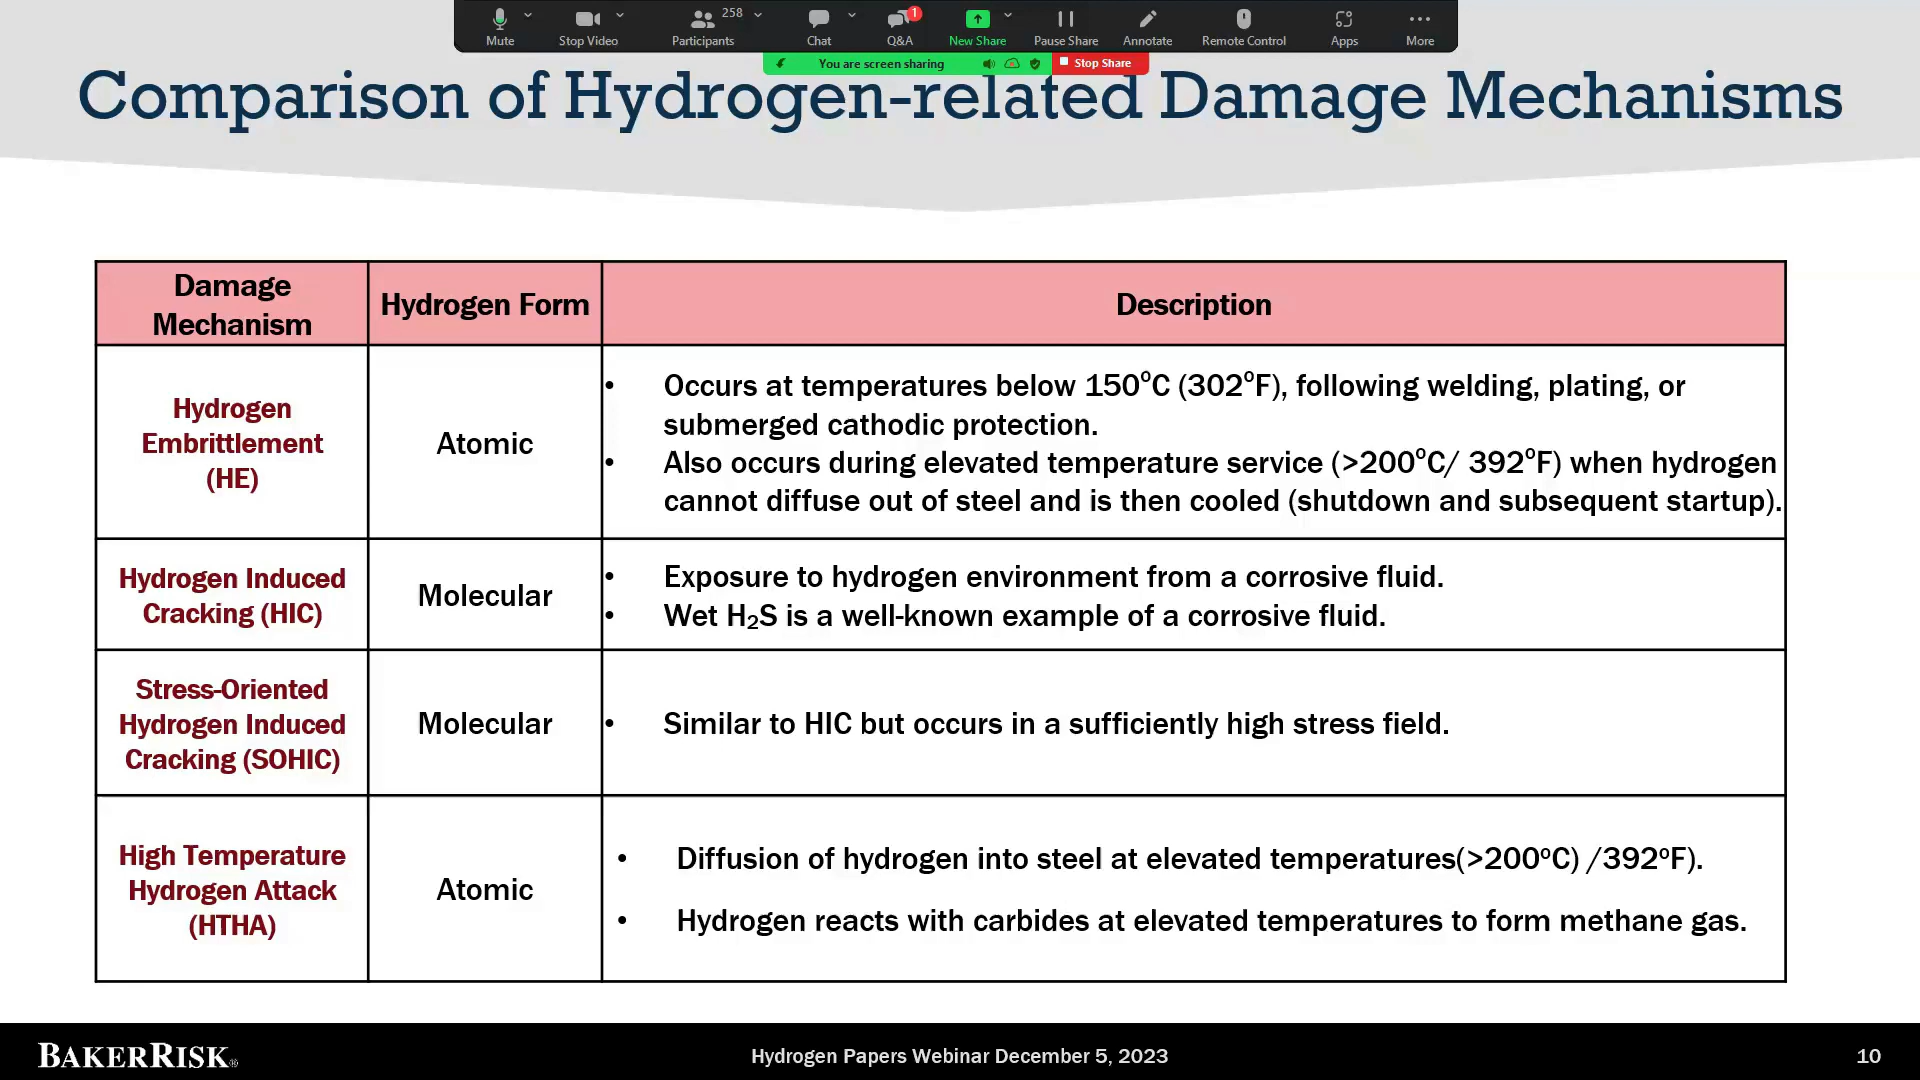 Mute
Stop Video
Participants
258
Chat
Q&A
1
New Share
Pause Share
Annotate
Remote Control
Apps
More
You are screen sharing
Stop Share
Comparison of Hydrogen-related Damage Mechanisms
Damage
Mechanism
Hydrogen Form
Description
Hydrogen
Embrittlement
(HE)
Atomic
• Occurs at temperatures below 150°C (302°F), following welding, plating, or
submerged cathodic protection.
• Also occurs during elevated temperature service (>200°C/ 392°F) when hydrogen
cannot diffuse out of steel and is then cooled (shutdown and subsequent startup).
Hydrogen Induced
Cracking (HIC)
Molecular
• Exposure to hydrogen environment from a corrosive fluid.
• Wet H₂S is a well-known example of a corrosive fluid.
Stress-Oriented
Hydrogen Induced
Cracking (SOHIC)
Molecular
• Similar to HIC but occurs in a sufficiently high stress field.
High Temperature
Hydrogen Attack
(HTHA)
Atomic
• Diffusion of hydrogen into steel at elevated temperatures(>200ºC) /392ºF).
• Hydrogen reacts with carbides at elevated temperatures to form methane gas.
BAKERRISK®
Hydrogen Papers Webinar December 5, 2023
10